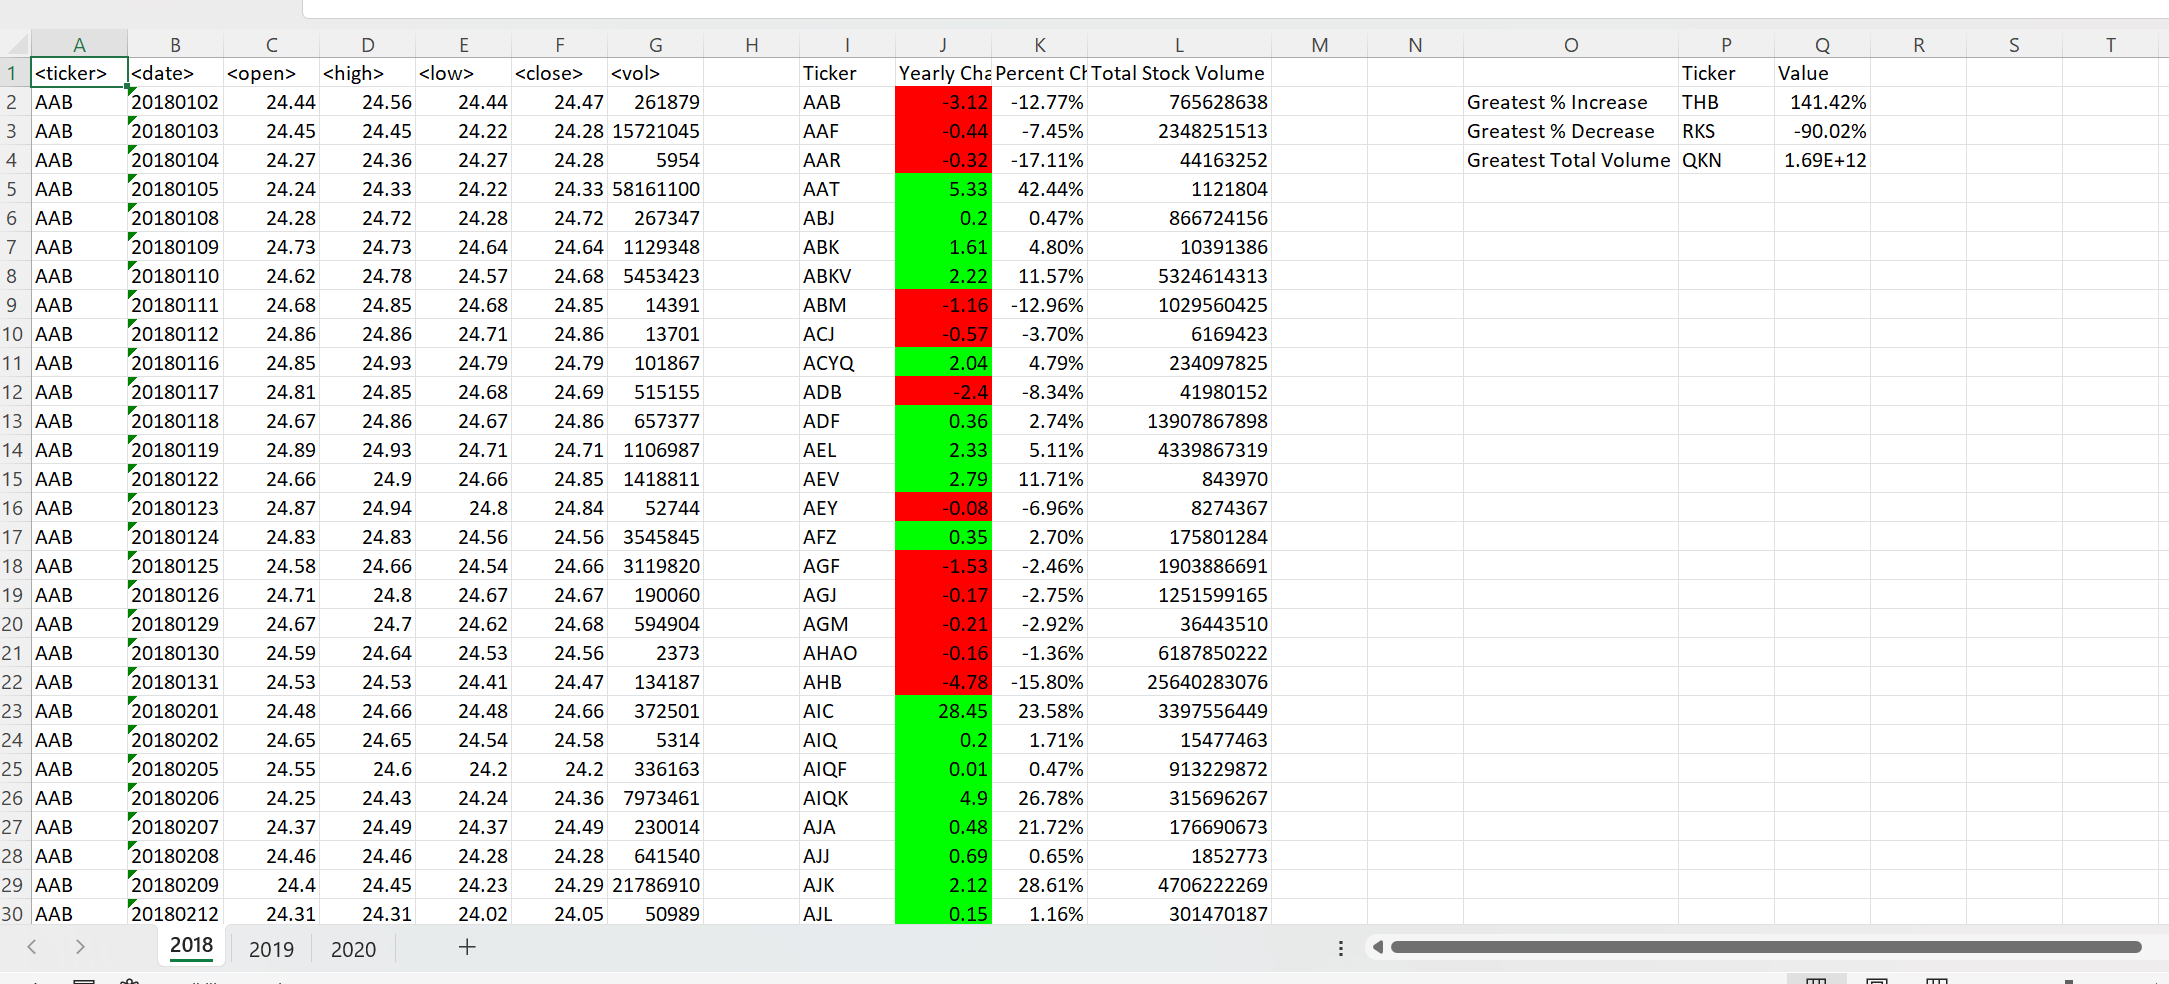 A B C D E F G H I J K L M N O P Q R S T
1 <ticker> <date> <open> <high> <low> <close> <vol> Ticker Yearly Cha Percent Ch Total Stock Volume Ticker Value
2 AAB 20180102 24.44 24.56 24.44 24.47 261879 AAB -3.12 -12.77% 765628638 Greatest % Increase THB 141.42%
3 AAB 20180103 24.45 24.45 24.22 24.28 15721045 AAF -0.44 -7.45% 2348251513 Greatest % Decrease RKS -90.02%
4 AAB 20180104 24.27 24.36 24.27 24.28 5954 AAR -0.32 -17.11% 44163252 Greatest Total Volume QKN 1.69E+12
5 AAB 20180105 24.24 24.33 24.22 24.33 58161100 AAT 5.33 42.44% 1121804
6 AAB 20180108 24.28 24.72 24.28 24.72 267347 ABJ 0.2 0.47% 866724156
7 AAB 20180109 24.73 24.73 24.64 24.64 1129348 ABK 1.61 4.80% 10391386
8 AAB 20180110 24.62 24.78 24.57 24.68 5453423 ABKV 2.22 11.57% 5324614313
9 AAB 20180111 24.68 24.85 24.68 24.85 14391 ABM -1.16 -12.96% 1029560425
10 AAB 20180112 24.86 24.86 24.71 24.86 13701 ACJ -0.57 -3.70% 6169423
11 AAB 20180116 24.85 24.93 24.79 24.79 101867 ACYQ 2.04 4.79% 234097825
12 AAB 20180117 24.81 24.85 24.68 24.69 515155 ADB -2.4 -8.34% 41980152
13 AAB 20180118 24.67 24.86 24.67 24.86 657377 ADF 0.36 2.74% 13907867898
14 AAB 20180119 24.89 24.93 24.71 24.71 1106987 AEL 2.33 5.11% 4339867319
15 AAB 20180122 24.66 24.9 24.66 24.85 1418811 AEV 2.79 11.71% 843970
16 AAB 20180123 24.87 24.94 24.8 24.84 52744 AEY -0.08 -6.96% 8274367
17 AAB 20180124 24.83 24.83 24.56 24.56 3545845 AFZ 0.35 2.70% 175801284
18 AAB 20180125 24.58 24.66 24.54 24.66 3119820 AGF -1.53 -2.46% 1903886691
19 AAB 20180126 24.71 24.8 24.67 24.67 190060 AGJ -0.17 -2.75% 1251599165
20 AAB 20180129 24.67 24.7 24.62 24.68 594904 AGM -0.21 -2.92% 36443510
21 AAB 20180130 24.59 24.64 24.53 24.56 2373 AHAO -0.16 -1.36% 6187850222
22 AAB 20180131 24.53 24.53 24.41 24.47 134187 AHB -4.78 -15.80% 25640283076
23 AAB 20180201 24.48 24.66 24.48 24.66 372501 AIC 28.45 23.58% 3397556449
24 AAB 20180202 24.65 24.65 24.54 24.58 5314 AIQ 0.2 1.71% 15477463
25 AAB 20180205 24.55 24.6 24.2 24.2 336163 AIQF 0.01 0.47% 913229872
26 AAB 20180206 24.25 24.43 24.24 24.36 7973461 AIQK 4.9 26.78% 315696267
27 AAB 20180207 24.37 24.49 24.37 24.49 230014 AJA 0.48 21.72% 176690673
28 AAB 20180208 24.46 24.46 24.28 24.28 641540 AJJ 0.69 0.65% 1852773
29 AAB 20180209 24.4 24.45 24.23 24.29 21786910 AJK 2.12 28.61% 4706222269
30 AAB 20180212 24.31 24.31 24.02 24.05 50989 AJL 0.15 1.16% 301470187
2018 2019 2020